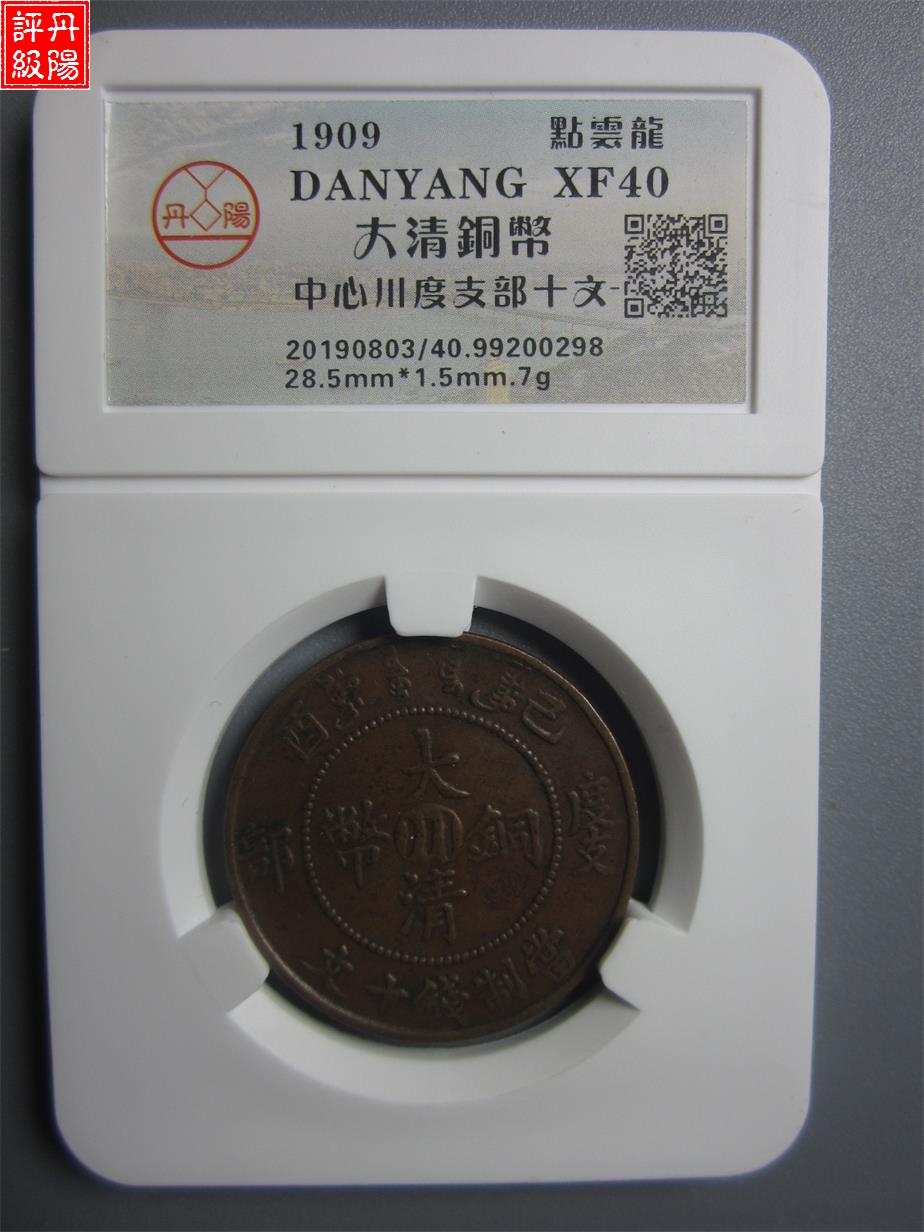 丹陽
評級
1909 點雲龍
DANYANG XF40
丹陽
大清銅幣
中心川度支部十文
20190803/40.99200298
28.5mm*1.5mm.7g
己酉
度支部
大清銅幣
川
當制錢十文